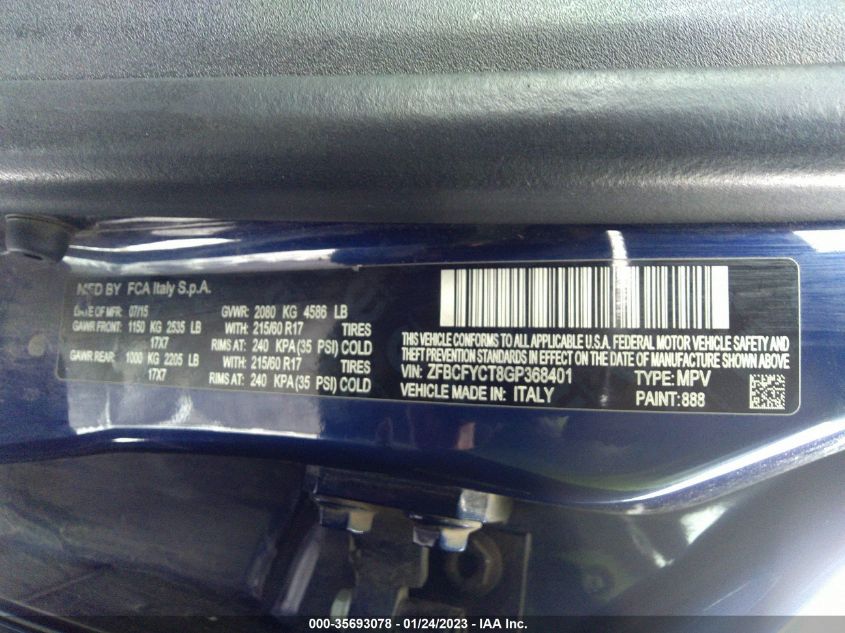 MFD BY FCA Italy S.p.A.
DATE OF MFR: 07/15 GVWR: 2080 KG 4586 LB
GAWR FRONT: 1150 KG 2535 LB WITH: 215/60 R17 TIRES
17X7 RIMS AT: 240 KPA (35 PSI) COLD
GAWR REAR: 1000 KG 2205 LB WITH: 215/60 R17 TIRES
17X7 RIMS AT: 240 KPA (35 PSI) COLD
THIS VEHICLE CONFORMS TO ALL APPLICABLE U.S.A. FEDERAL MOTOR VEHICLE SAFETY AND
THEFT PREVENTION STANDARDS IN EFFECT ON THE DATE OF MANUFACTURE SHOWN ABOVE.
VIN: ZFBCFYCT8GP368401 TYPE: MPV
VEHICLE MADE IN: ITALY PAINT: 888
000-35693078 — 01/24/2023 — IAA Inc.